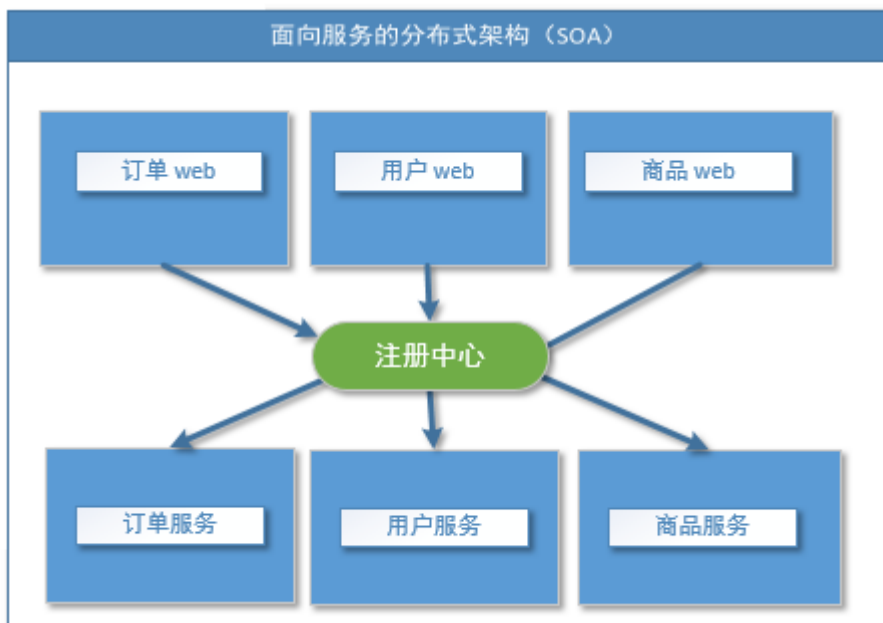 面向服务的分布式架构（SOA）
订单 web
用户 web
商品 web
注册中心
订单服务
用户服务
商品服务